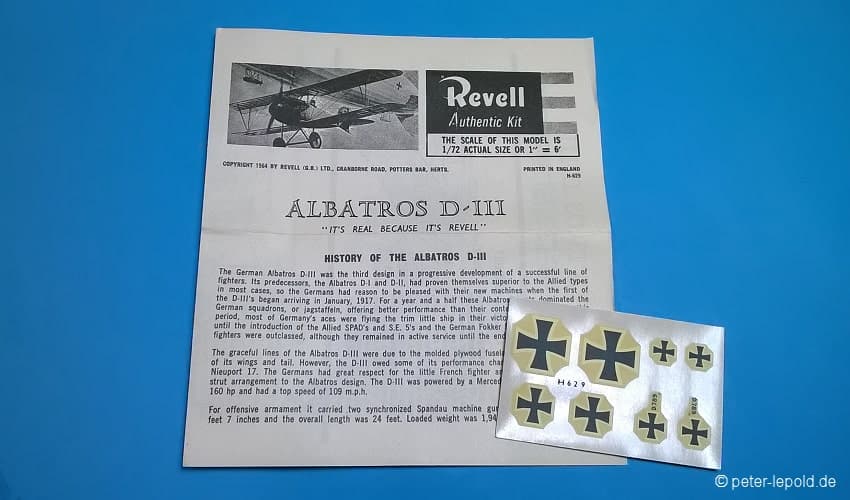 Revell
Authentic Kit
THE SCALE OF THIS MODEL IS
1/72 ACTUAL SIZE OR 1" = 6'
COPYRIGHT 1964 BY REVELL (G.B.) LTD., CRANBORNE ROAD, POTTERS BAR, HERTS.
PRINTED IN ENGLAND
H-629
ALBATROS D-III
"IT'S REAL BECAUSE IT'S REVELL"
HISTORY OF THE ALBATROS D-III
The German Albatros D-III was the third design in a progressive development of a successful line of
fighters. Its predecessors, the Albatros D-I and D-II, had proven themselves superior to the Allied types
in most cases, so the Germans had reason to be pleased with their new machines when the first of
the D-III's began arriving in January, 1917. For a year and a half these Albatros dominated the
German squadrons, or jagstaffeln, offering better performance than their
period, most of Germany's aces were flying the trim little ship in their
until the introduction of the Allied SPAD's and S.E. 5's and the German Fokker
fighters were outclassed, although they remained in active service until the
The graceful lines of the Albatros D-III were due to the molded plywood
of its wings and tail. However, the D-III owed some of its performance
Nieuport 17. The Germans had great respect for the little French fighter
strut arrangement to the Albatros design. The D-III was powered by a
160 hp and had a top speed of 109 m.p.h.
For offensive armament it carried two synchronized Spandau machine
feet 7 inches and the overall length was 24 feet. Loaded weight was
H629
D789
D789
© peter-lepold.de